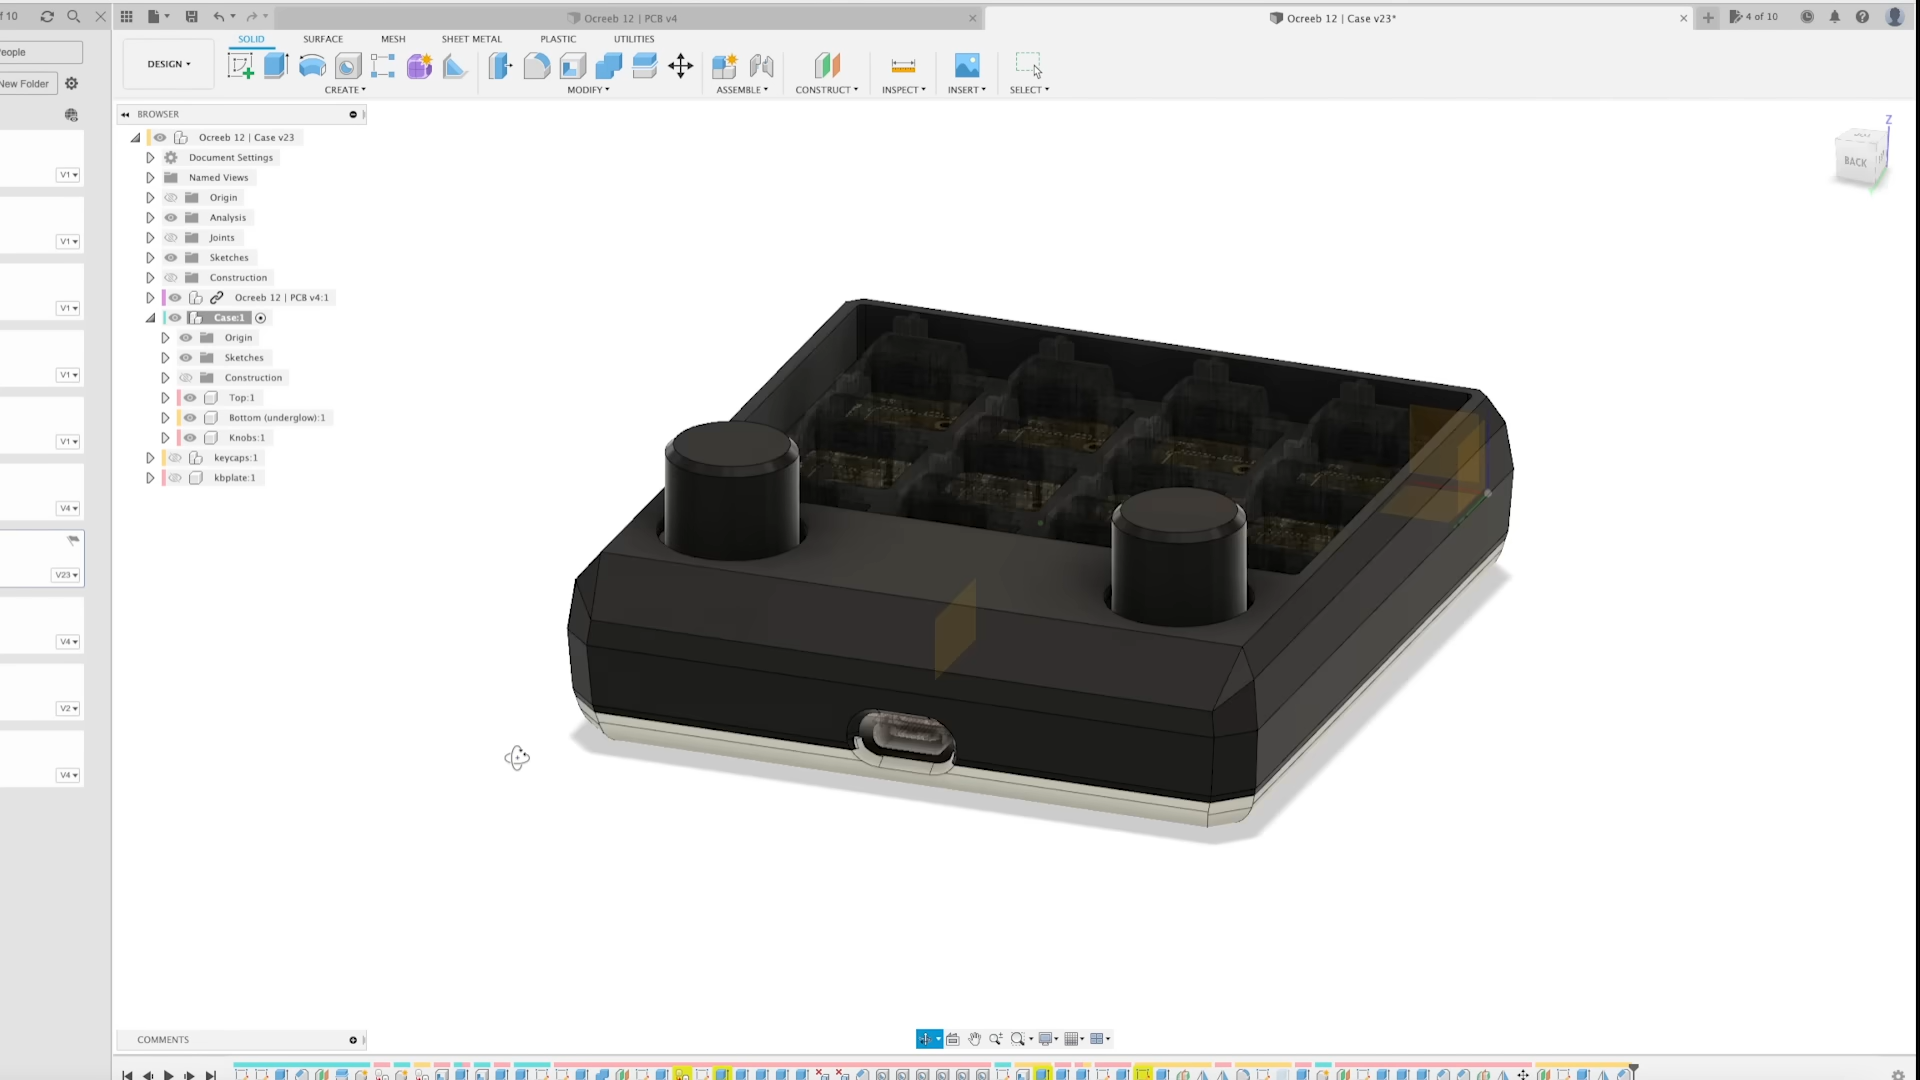 of 10
Ocreeb 12 | PCB v4
Ocreeb 12 | Case v23*
4 of 10
People
New Folder
SOLID
SURFACE
MESH
SHEET METAL
PLASTIC
UTILITIES
DESIGN
CREATE
MODIFY
ASSEMBLE
CONSTRUCT
INSPECT
INSERT
SELECT
BROWSER
Ocreeb 12 | Case v23
Document Settings
Named Views
Origin
Analysis
Joints
Sketches
Construction
Ocreeb 12 | PCB v4:1
Case:1
Origin
Sketches
Construction
Top:1
Bottom (underglow):1
Knobs:1
keycaps:1
kbplate:1
V1
V1
V1
V1
V1
V4
V23
V4
V2
V4
Z
BACK
COMMENTS